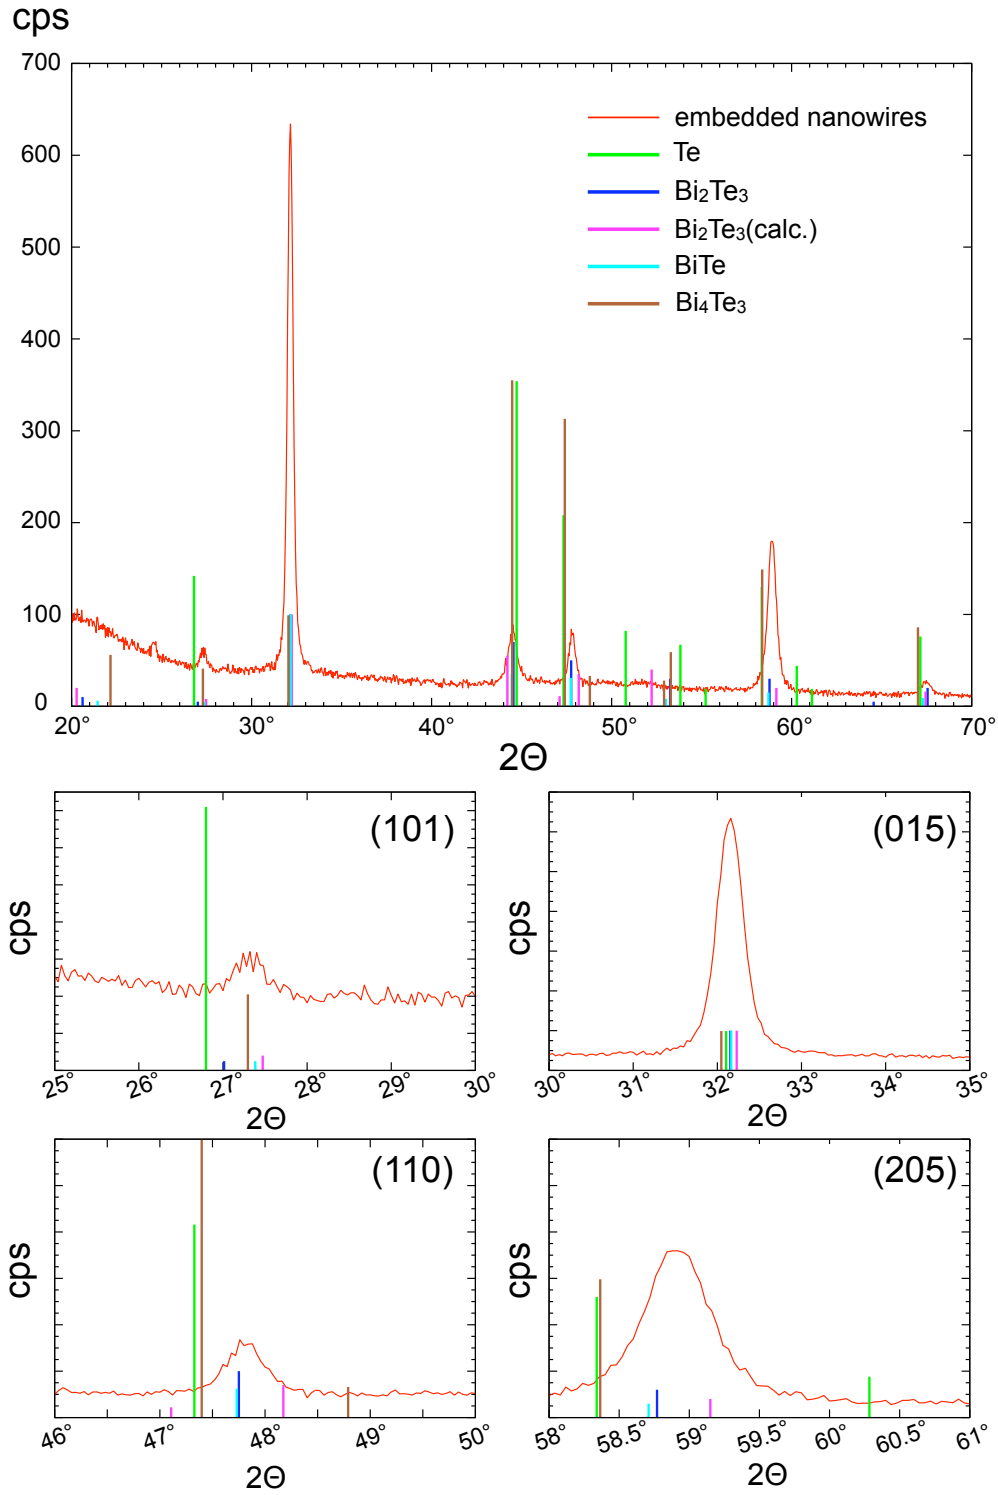 cps
700
600
500
400
300
200
100
0
embedded nanowires
Te
Bi₂Te₃
Bi₂Te₃(calc.)
BiTe
Bi₄Te₃
20° 30° 40° 50° 60° 70°
2Θ
(101)
cps
25° 26° 27° 28° 29° 30°
2Θ
(015)
cps
30° 31° 32° 33° 34° 35°
2Θ
(110)
cps
46° 47° 48° 49° 50°
2Θ
(205)
cps
58° 58.5° 59° 59.5° 60° 60.5° 61°
2Θ